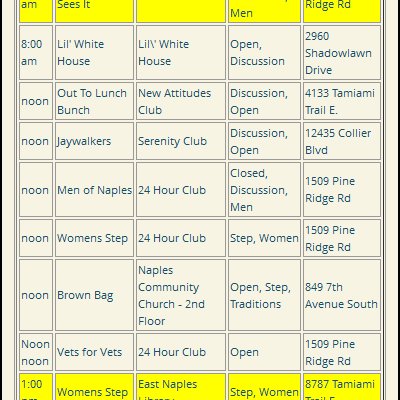 am
Sees It
Men
Ridge Rd
8:00 am
Lil' White House
Lil\' White House
Open, Discussion
2960 Shadowlawn Drive
noon
Out To Lunch Bunch
New Attitudes Club
Discussion, Open
4133 Tamiami Trail E.
noon
Jaywalkers
Serenity Club
Discussion, Open
12435 Collier Blvd
noon
Men of Naples
24 Hour Club
Closed, Discussion, Men
1509 Pine Ridge Rd
noon
Womens Step
24 Hour Club
Step, Women
1509 Pine Ridge Rd
noon
Brown Bag
Naples Community Church - 2nd Floor
Open, Step, Traditions
849 7th Avenue South
Noon noon
Vets for Vets
24 Hour Club
Open
1509 Pine Ridge Rd
1:00
Womens Step
East Naples
Step, Women
8787 Tamiami